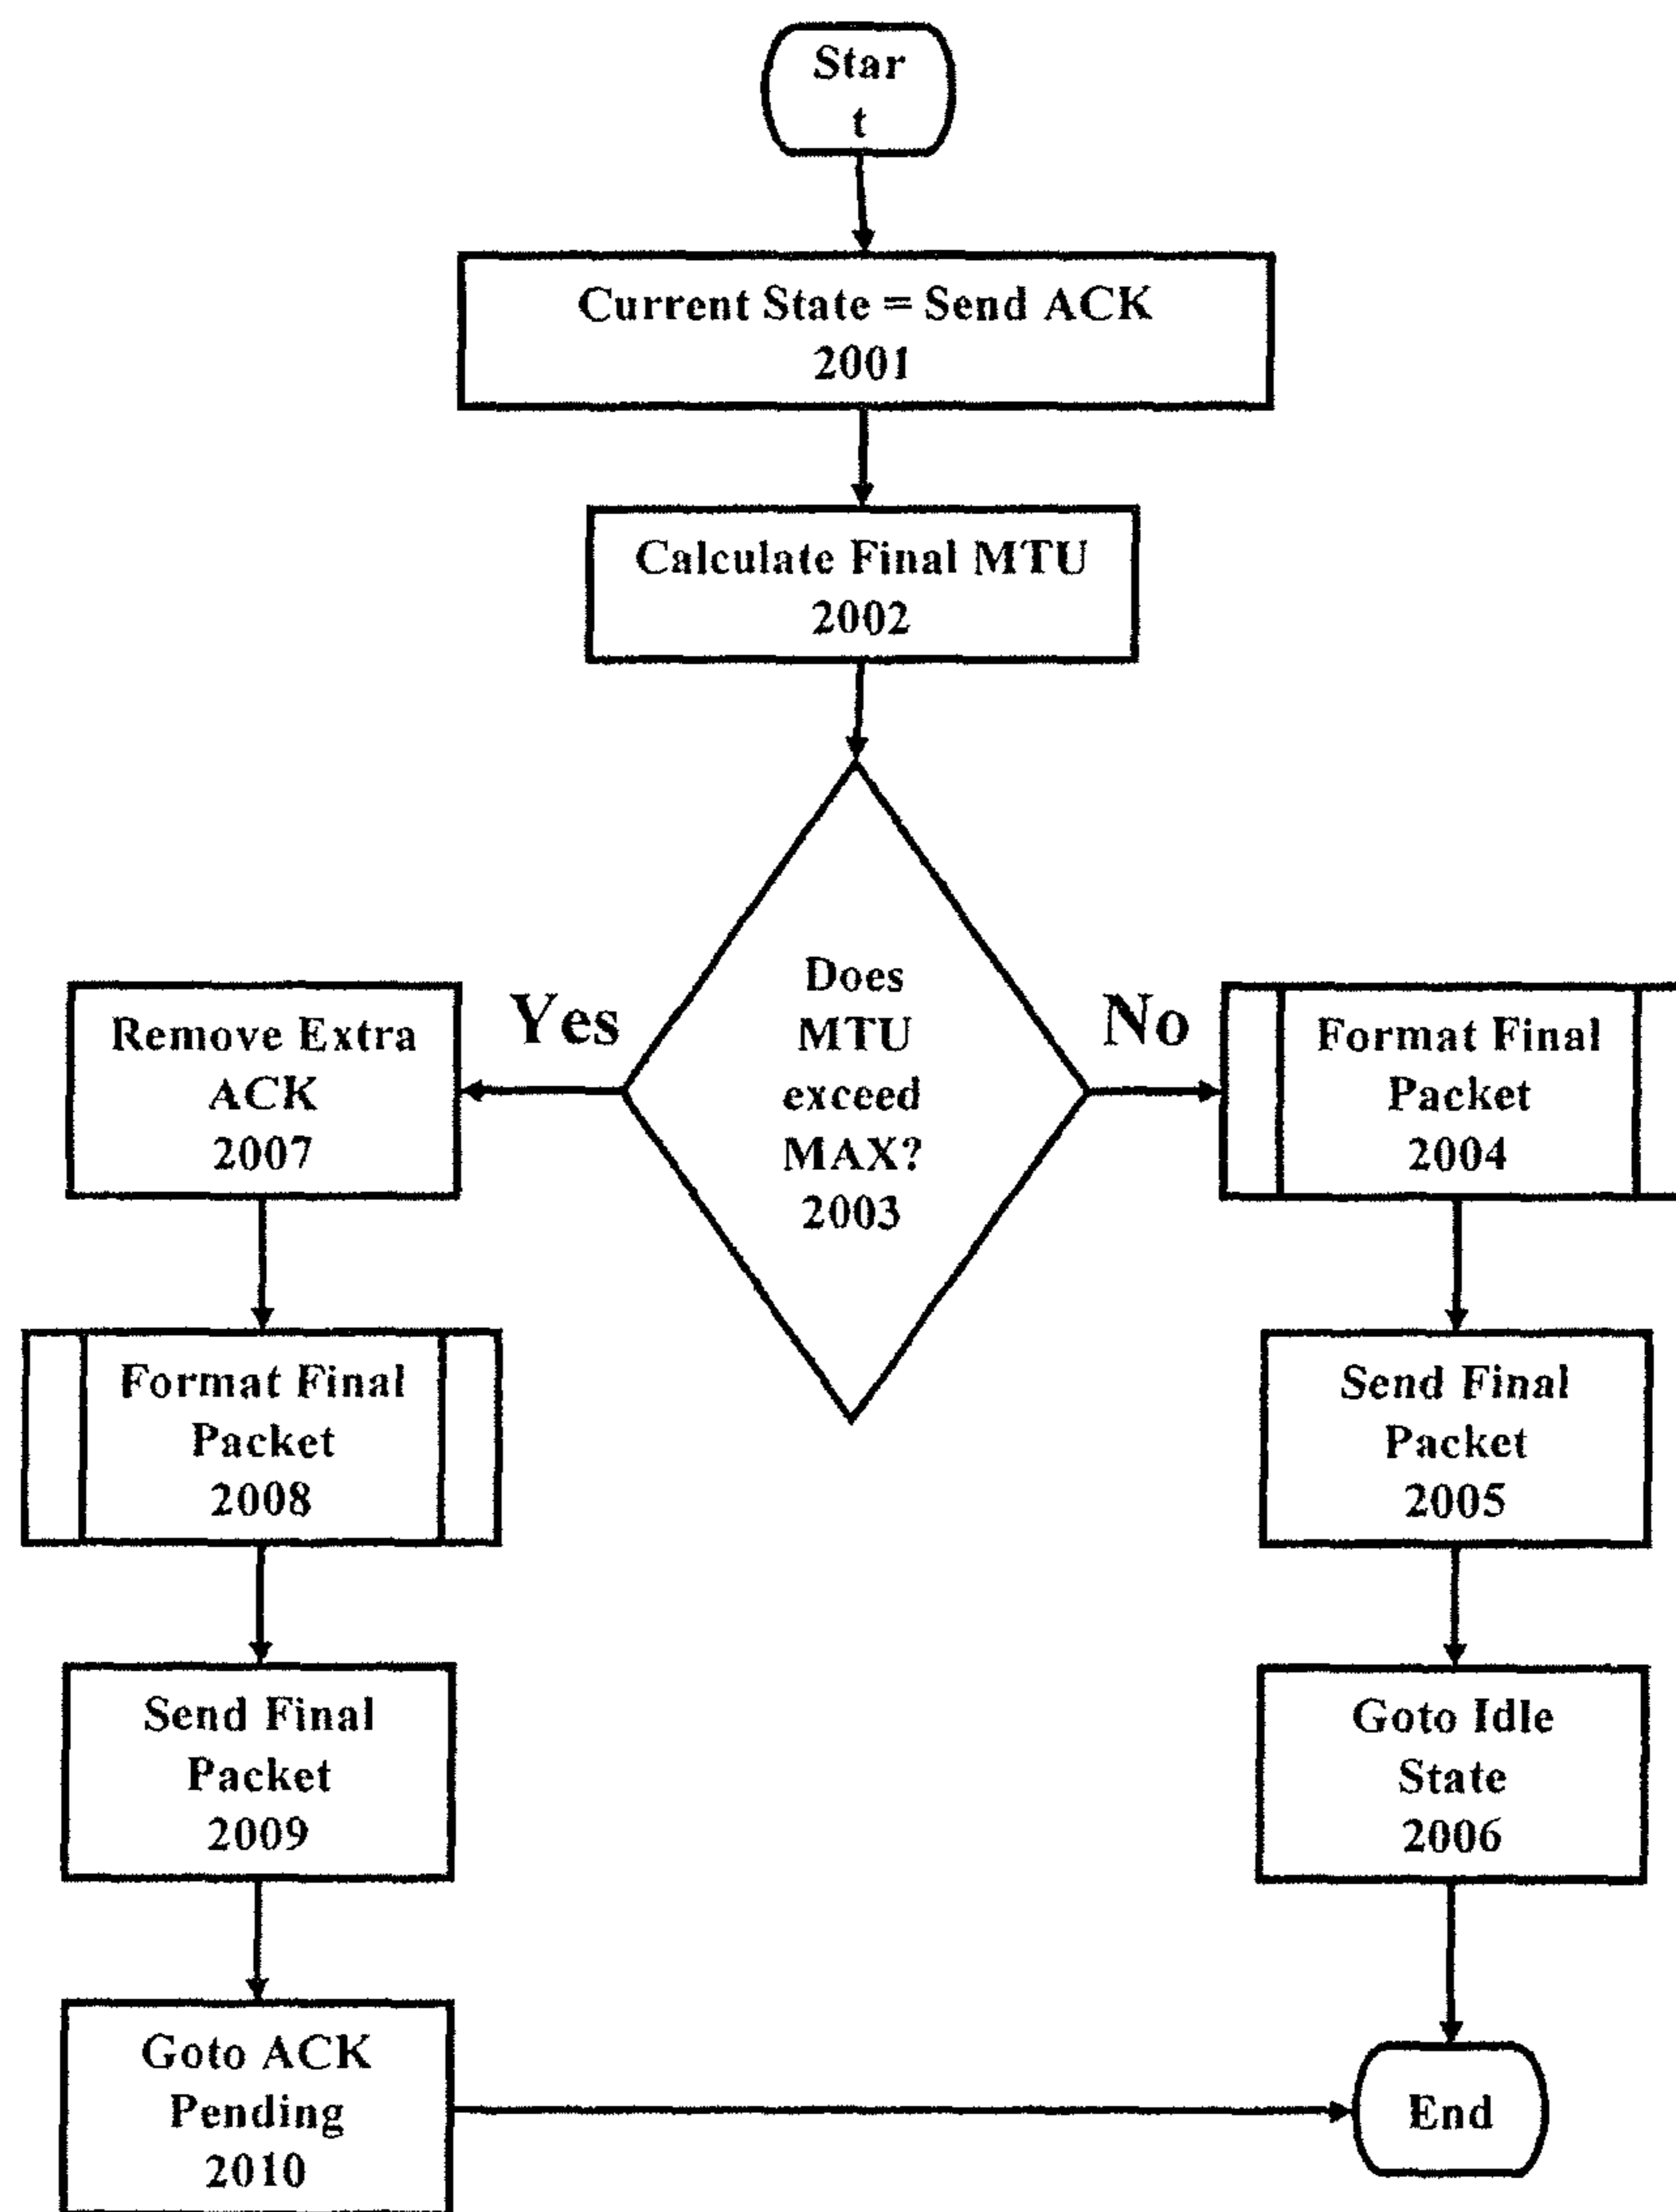 Star
t
Current State = Send ACK
2001
Calculate Final MTU
2002
Does
MTU
exceed
MAX?
2003
Yes
No
Remove Extra
ACK
2007
Format Final
Packet
2004
Format Final
Packet
2008
Send Final
Packet
2005
Send Final
Packet
2009
Goto Idle
State
2006
Goto ACK
Pending
2010
End